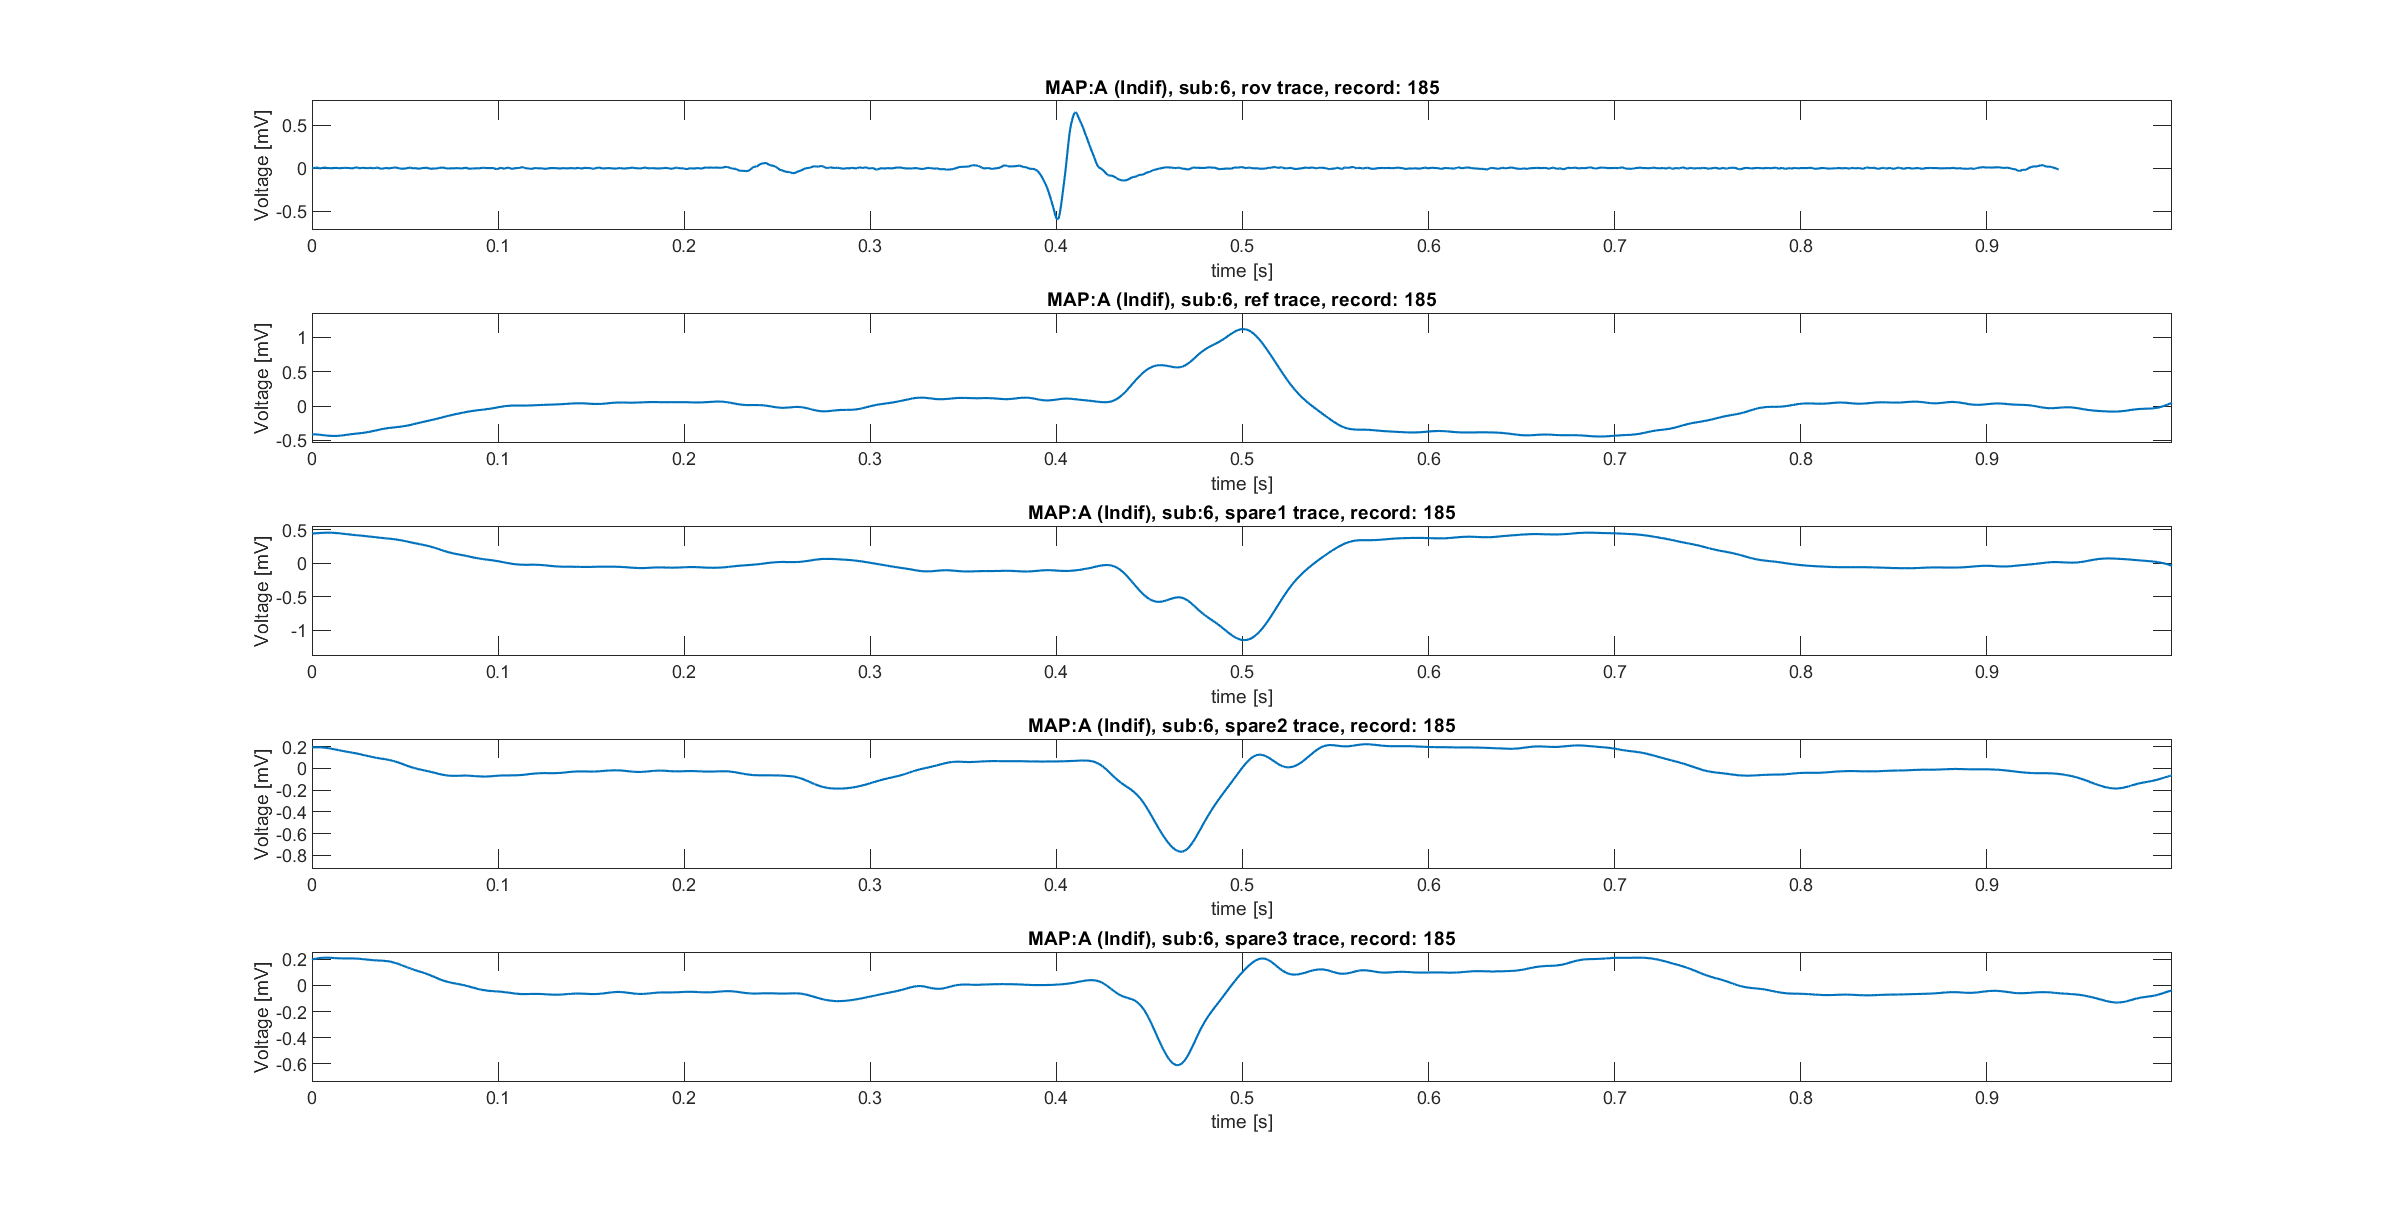 MAP:A (Indif), sub:6, rov trace, record: 185
Voltage [mV]
0.5
0
-0.5
0 0.1 0.2 0.3 0.4 0.5 0.6 0.7 0.8 0.9
time [s]
MAP:A (Indif), sub:6, ref trace, record: 185
Voltage [mV]
1
0.5
0
-0.5
0 0.1 0.2 0.3 0.4 0.5 0.6 0.7 0.8 0.9
time [s]
MAP:A (Indif), sub:6, spare1 trace, record: 185
Voltage [mV]
0.5
0
-0.5
-1
0 0.1 0.2 0.3 0.4 0.5 0.6 0.7 0.8 0.9
time [s]
MAP:A (Indif), sub:6, spare2 trace, record: 185
Voltage [mV]
0.2
0
-0.2
-0.4
-0.6
-0.8
0 0.1 0.2 0.3 0.4 0.5 0.6 0.7 0.8 0.9
time [s]
MAP:A (Indif), sub:6, spare3 trace, record: 185
Voltage [mV]
0.2
0
-0.2
-0.4
-0.6
0 0.1 0.2 0.3 0.4 0.5 0.6 0.7 0.8 0.9
time [s]